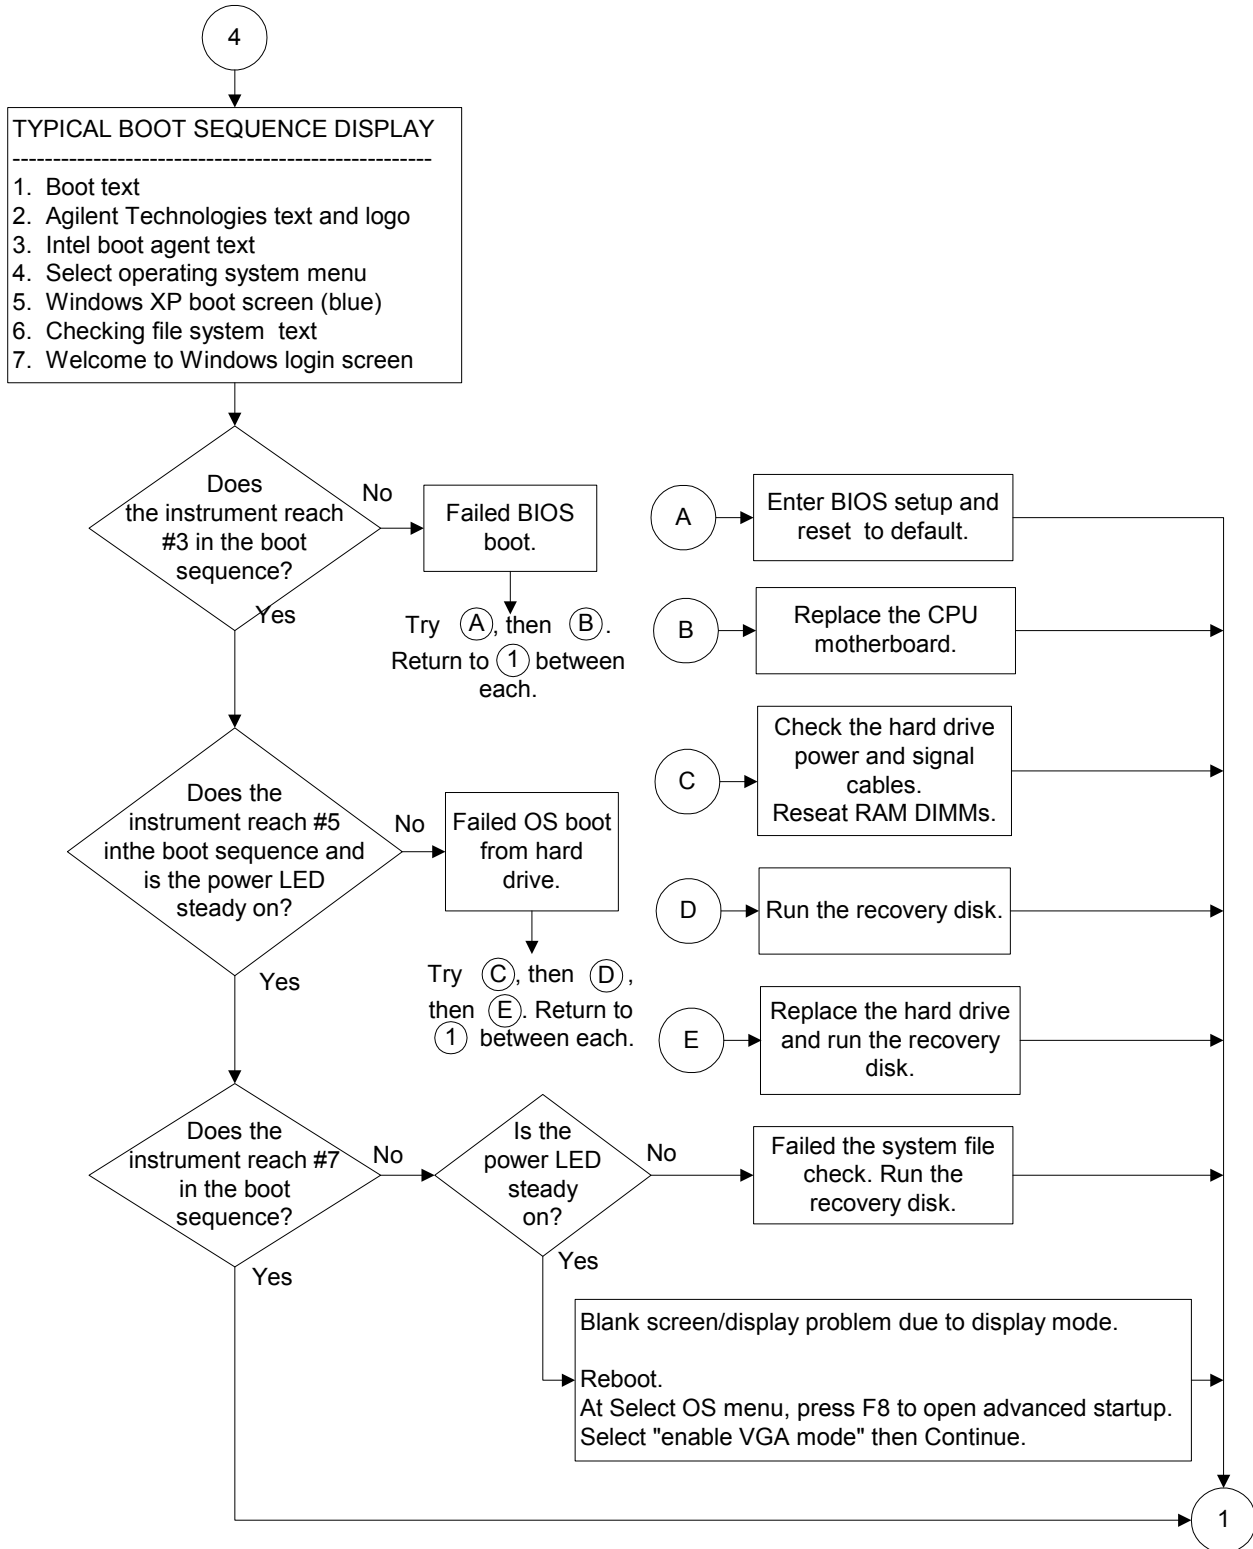 4
TYPICAL BOOT SEQUENCE DISPLAY
---------------------------------------------------
1. Boot text
2. Agilent Technologies text and logo
3. Intel boot agent text
4. Select operating system menu
5. Windows XP boot screen (blue)
6. Checking file system text
7. Welcome to Windows login screen
Does
the instrument reach
#3 in the boot
sequence?
No
Yes
Failed BIOS
boot.
Try A, then B.
Return to 1 between
each.
A
Enter BIOS setup and
reset to default.
B
Replace the CPU
motherboard.
C
Check the hard drive
power and signal
cables.
Reseat RAM DIMMs.
Does the
instrument reach #5
inthe boot sequence and
is the power LED
steady on?
No
Yes
Failed OS boot
from hard
drive.
Try C, then D,
then E. Return to
1 between each.
D
Run the recovery disk.
E
Replace the hard drive
and run the recovery
disk.
Does the
instrument reach #7
in the boot
sequence?
No
Yes
Is the
power LED
steady
on?
No
Yes
Failed the system file
check. Run the
recovery disk.
Blank screen/display problem due to display mode.
Reboot.
At Select OS menu, press F8 to open advanced startup.
Select "enable VGA mode" then Continue.
1